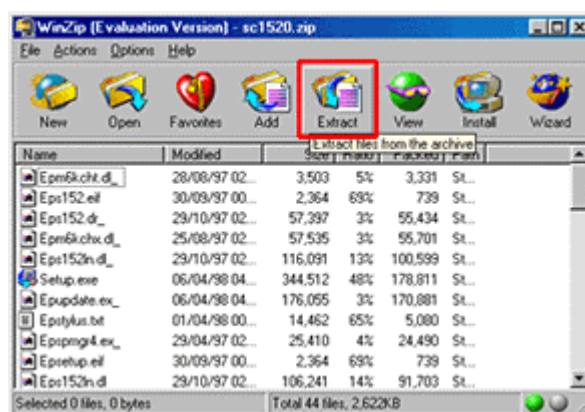 WinZip (Evaluation Version) - sc1520.zip
File Actions Options Help
New Open Favorites Add Extract View Install Wizard
Extract files from the archive
Name Modified Size Ratio Packed Path
Epm6k.cht.dl_ 28/08/97 02... 3,503 5% 3,331 St...
Eps152.eif 30/09/97 00... 2,364 69% 739 St...
Eps152.dr_ 29/10/97 02... 57,397 3% 55,434 St...
Epm6k.chx.dl_ 25/08/97 02... 57,535 3% 55,701 St...
Eps152ln.dl_ 29/10/97 02... 116,091 13% 100,599 St...
Setup.exe 06/04/98 04... 344,512 48% 178,811 St...
Epupdate.ex_ 06/04/98 04... 176,055 3% 170,881 St...
Epstylus.txt 01/04/98 00... 14,462 65% 5,080 St...
Epspmgr4.ex_ 29/04/97 02... 25,410 4% 24,490 St...
Epsetup.eif 30/09/97 00... 2,364 69% 739 St...
Eps152ln.d 29/10/97 02... 106,241 14% 91,703 St...
Selected 0 files, 0 bytes Total 44 files, 2,622KB